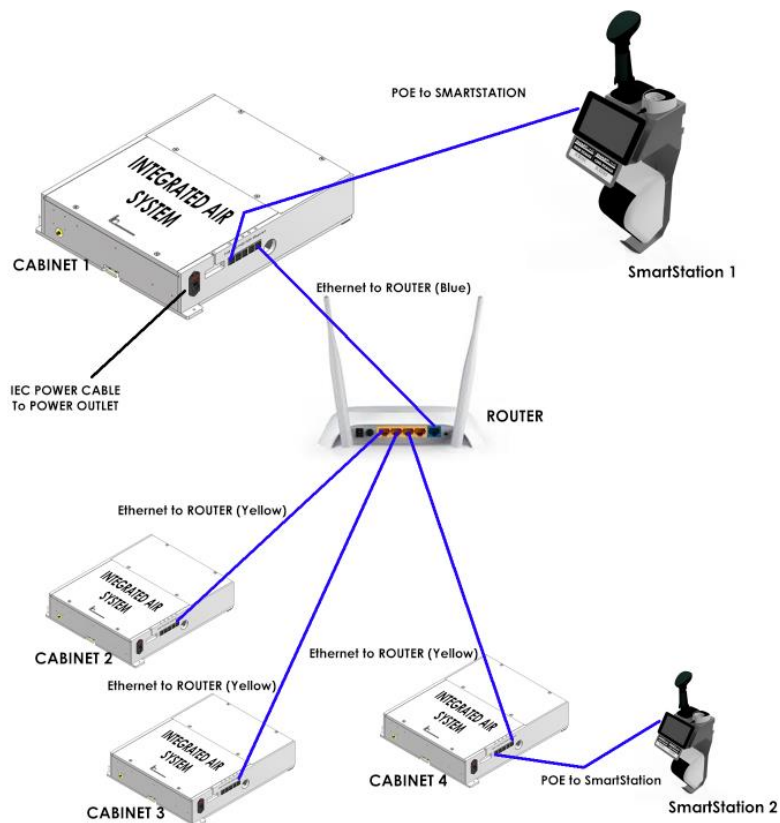 POE to SMARTSTATION
INTEGRATED AIR
SYSTEM
CABINET 1
SmartStation 1
Ethernet to ROUTER (Blue)
IEC POWER CABLE
To POWER OUTLET
ROUTER
Ethernet to ROUTER (Yellow)
INTEGRATED AIR
SYSTEM
CABINET 2
Ethernet to ROUTER (Yellow)
Ethernet to ROUTER (Yellow)
INTEGRATED AIR
SYSTEM
CABINET 3
INTEGRATED AIR
SYSTEM
CABINET 4
POE to SmartStation
SmartStation 2